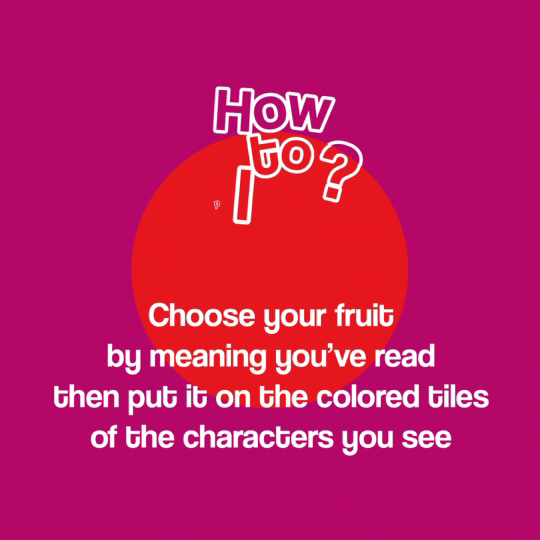 How
to ?
Choose your fruit
by meaning you've read
then put it on the colored tiles
of the characters you see